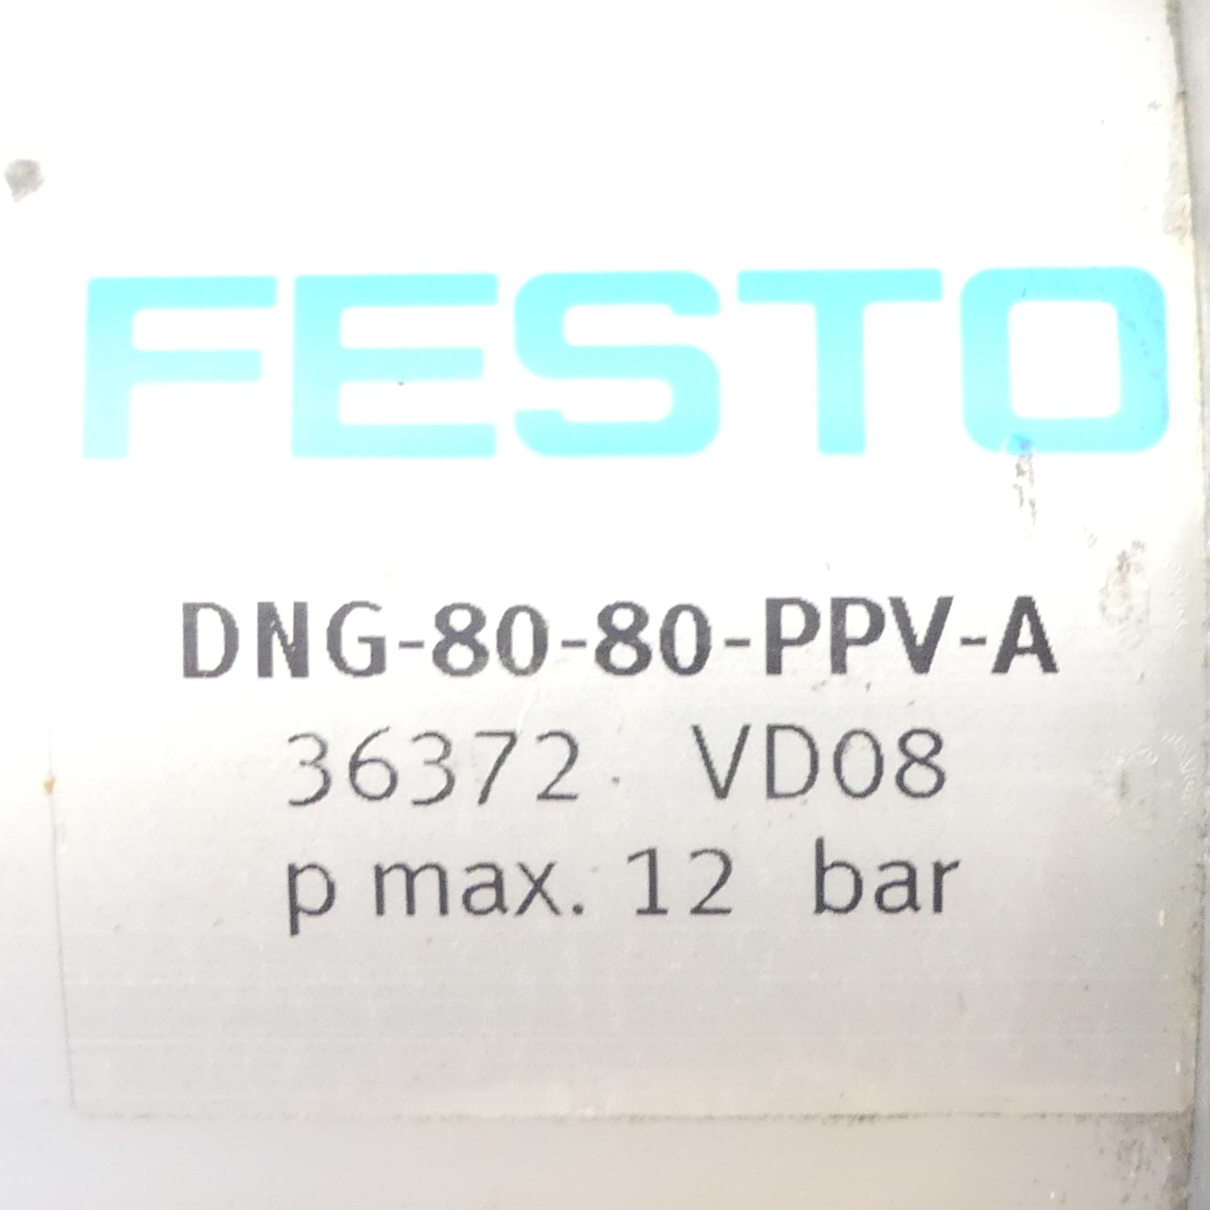 FESTO
DNG-80-80-PPV-A
36372 VD08
p max. 12 bar